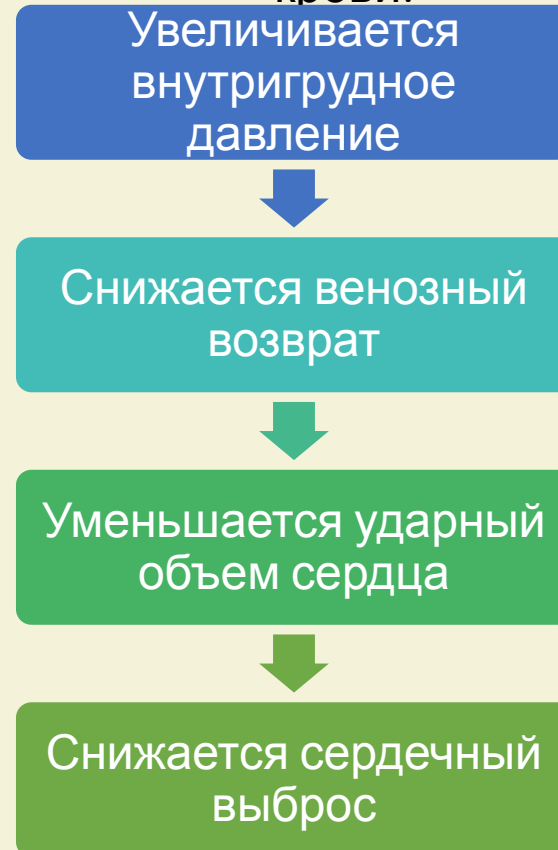 Увеличивается
внутригрудное
давление
Снижается венозный
возврат
Уменьшается ударный
объем сердца
Снижается сердечный
выброс